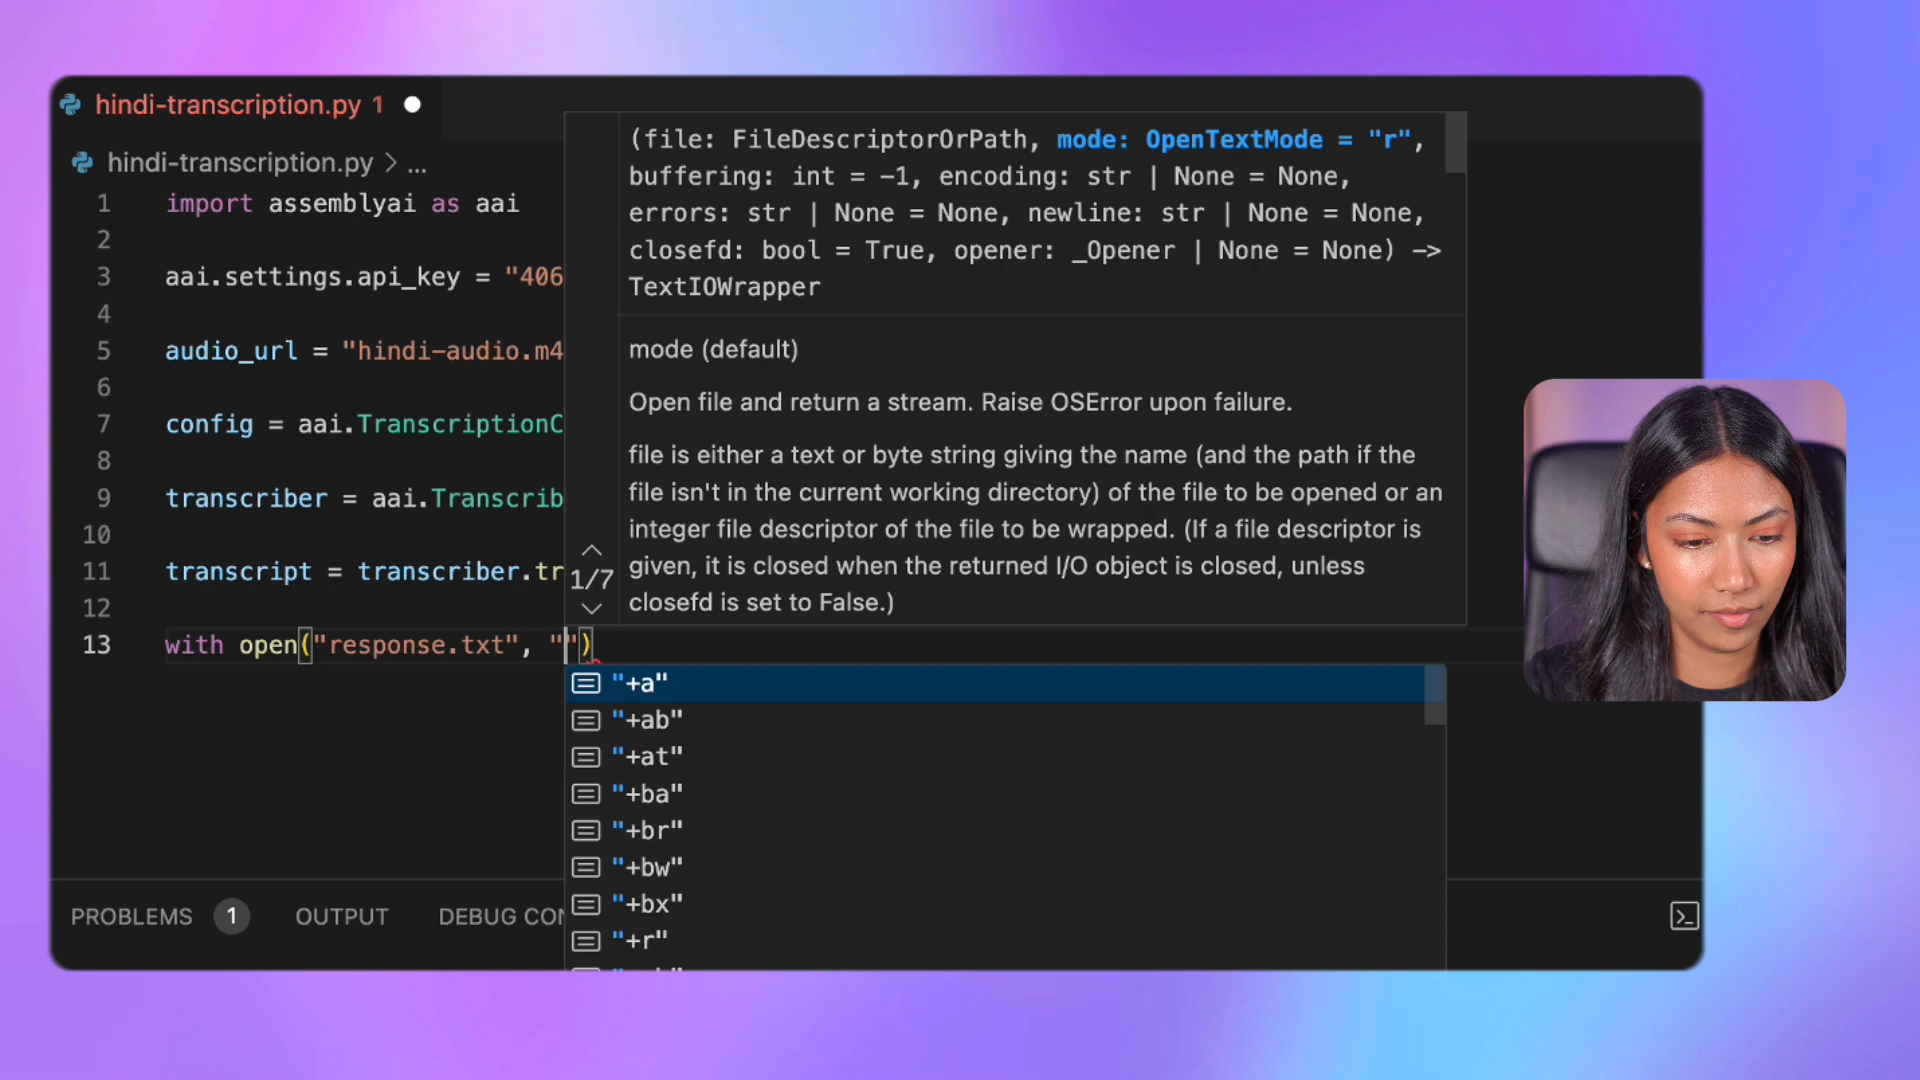 hindi-transcription.py 1
hindi-transcription.py > ...
1 import assemblyai as aai
2
3 aai.settings.api_key = "406
4
5 audio_url = "hindi-audio.m4
6
7 config = aai.TranscriptionC
8
9 transcriber = aai.Transcrib
10
11 transcript = transcriber.tr
12
13 with open("response.txt", "")
(file: FileDescriptorOrPath, mode: OpenTextMode = "r",
buffering: int = -1, encoding: str | None = None,
errors: str | None = None, newline: str | None = None,
closefd: bool = True, opener: _Opener | None = None) ->
TextIOWrapper
mode (default)
Open file and return a stream. Raise OSError upon failure.
file is either a text or byte string giving the name (and the path if the
file isn't in the current working directory) of the file to be opened or an
integer file descriptor of the file to be wrapped. (If a file descriptor is
given, it is closed when the returned I/O object is closed, unless
closefd is set to False.)
1/7
"+a"
"+ab"
"+at"
"+ba"
"+br"
"+bw"
"+bx"
"+r"
PROBLEMS 1 OUTPUT DEBUG CON